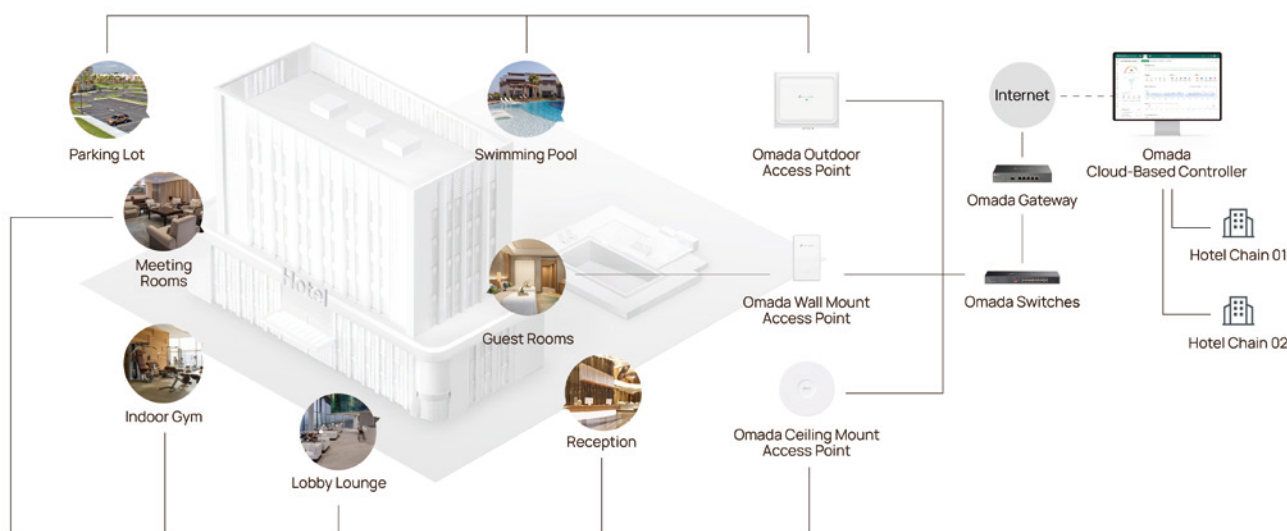 Parking Lot
Swimming Pool
Omada Outdoor
Access Point
Internet
Omada
Cloud-Based Controller
Omada Gateway
Hotel Chain 01
Meeting
Rooms
Hotel
Guest Rooms
Omada Wall Mount
Access Point
Omada Switches
Hotel Chain 02
Indoor Gym
Lobby Lounge
Reception
Omada Ceiling Mount
Access Point